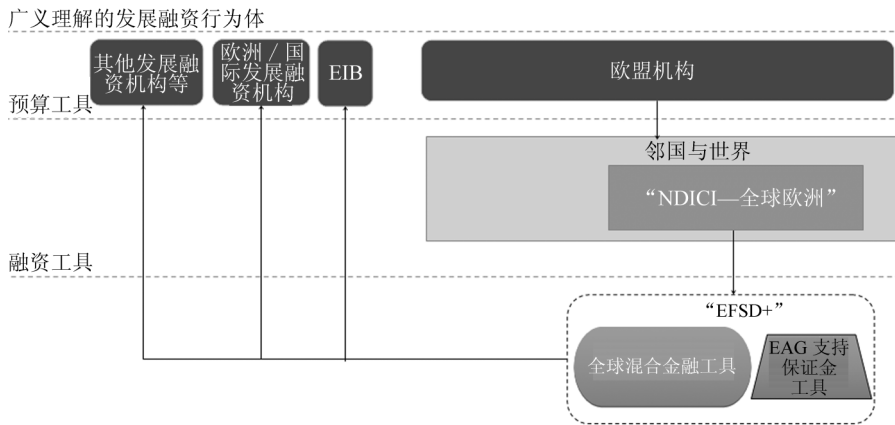 广义理解的发展融资行为体
其他发展融
资机构等
欧洲/国
际发展融
资机构
EIB
欧盟机构
预算工具
邻国与世界
“NDICI—全球欧洲”
融资工具
“EFSD+”
全球混合金融工具
EAG 支持
保证金
工具